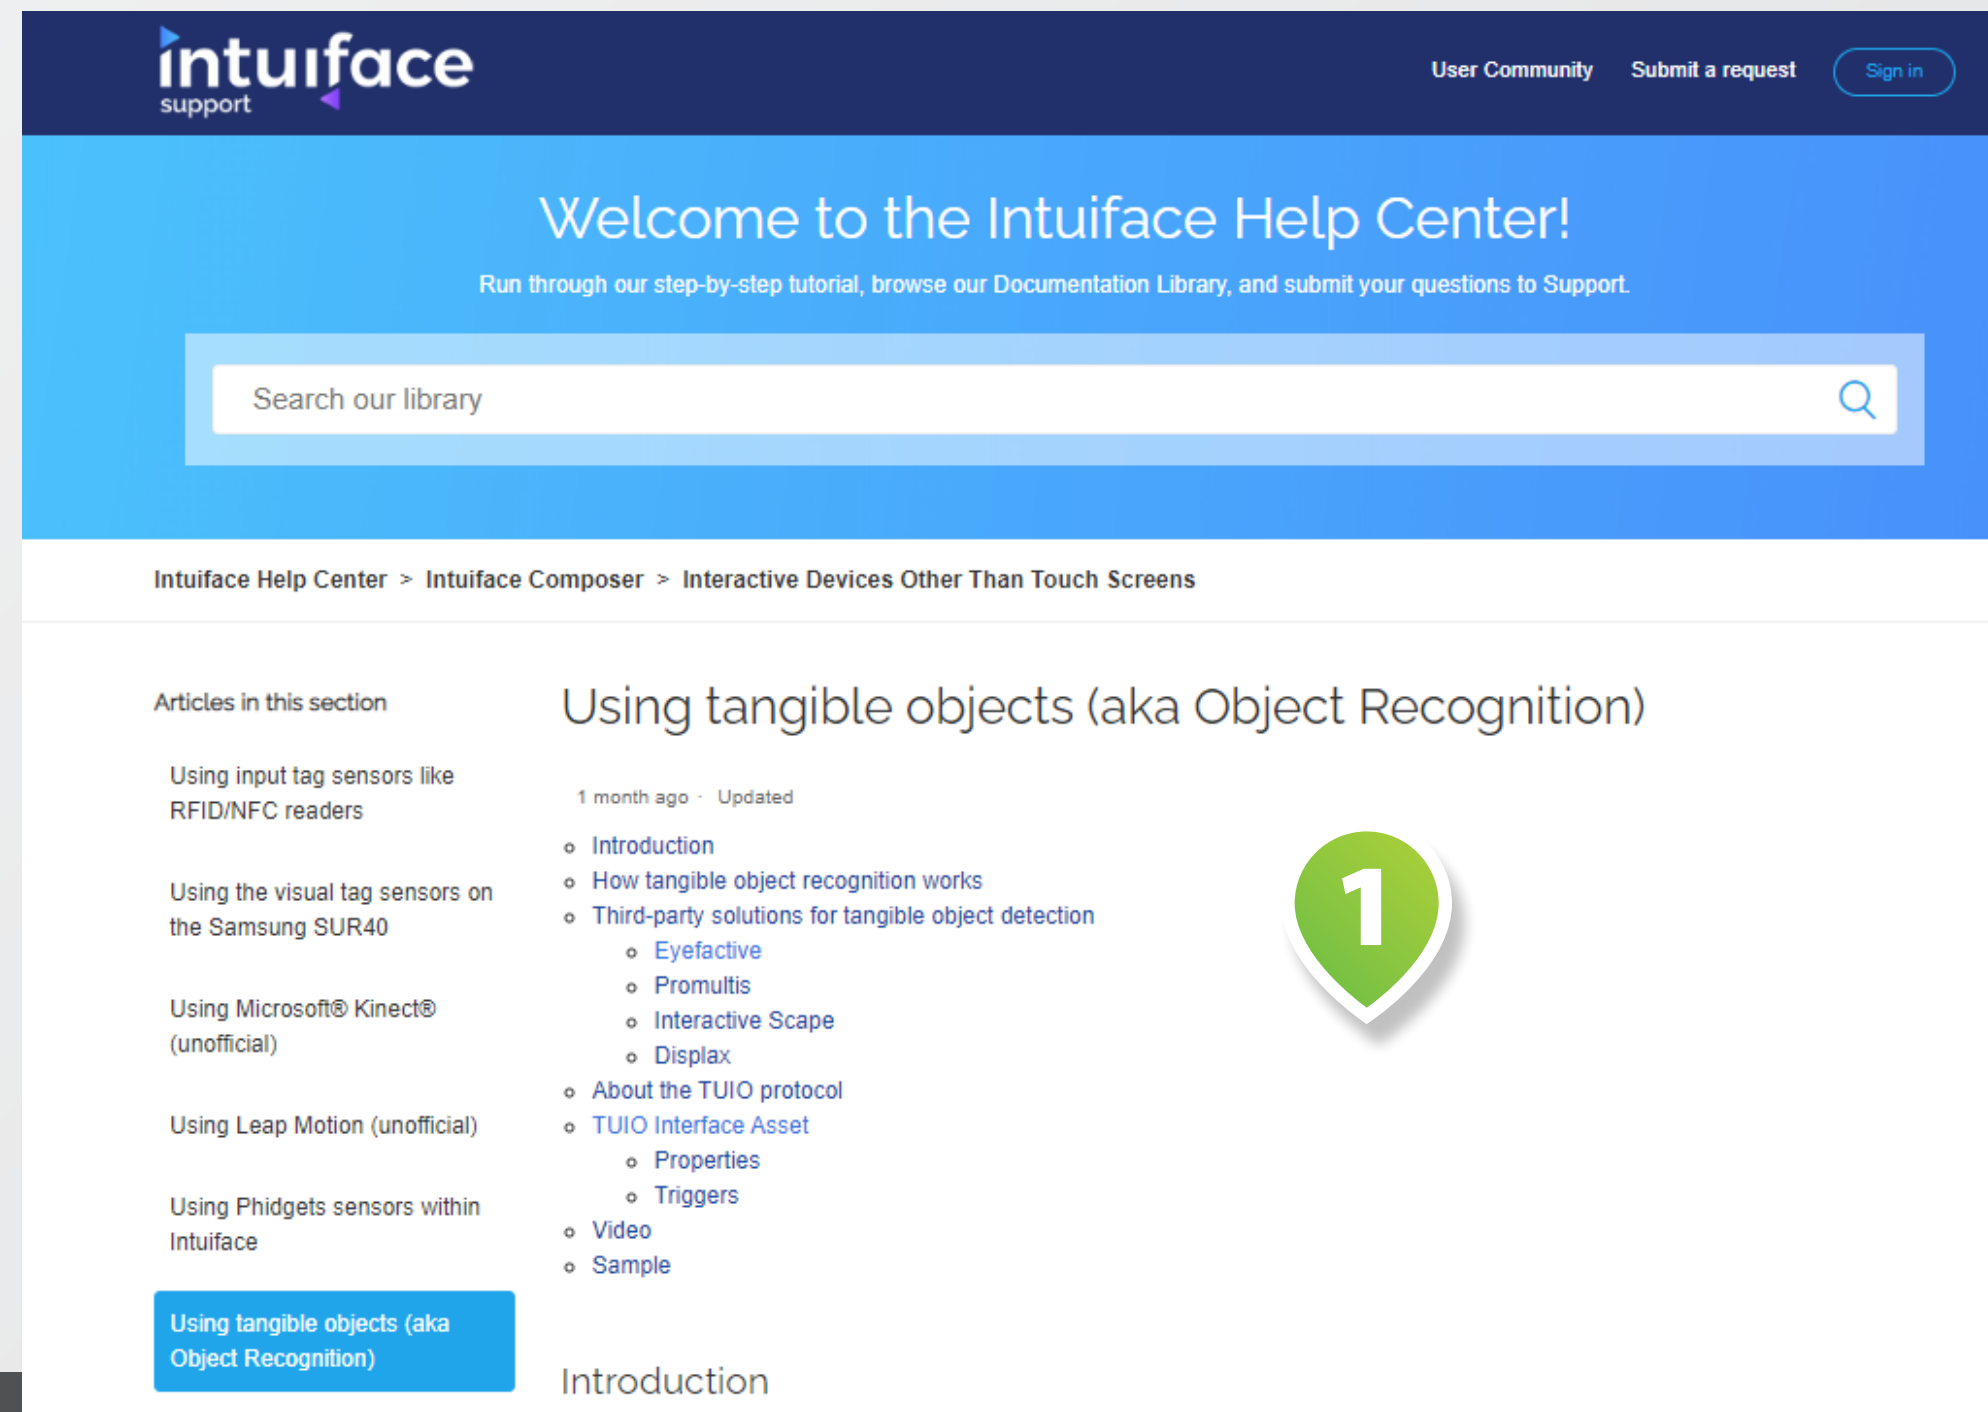 intuiface
support
User Community
Submit a request
Sign in
Welcome to the Intuiface Help Center!
Run through our step-by-step tutorial, browse our Documentation Library, and submit your questions to Support.
Search our library
Intuiface Help Center > Intuiface Composer > Interactive Devices Other Than Touch Screens
Articles in this section
Using input tag sensors like
RFID/NFC readers
Using the visual tag sensors on
the Samsung SUR40
Using Microsoft® Kinect®
(unofficial)
Using Leap Motion (unofficial)
Using Phidgets sensors within
Intuiface
Using tangible objects (aka
Object Recognition)
Using tangible objects (aka Object Recognition)
1 month ago · Updated
Introduction
How tangible object recognition works
Third-party solutions for tangible object detection
Eyefactive
Promultis
Interactive Scape
Displax
About the TUIO protocol
TUIO Interface Asset
Properties
Triggers
Video
Sample
1
Introduction